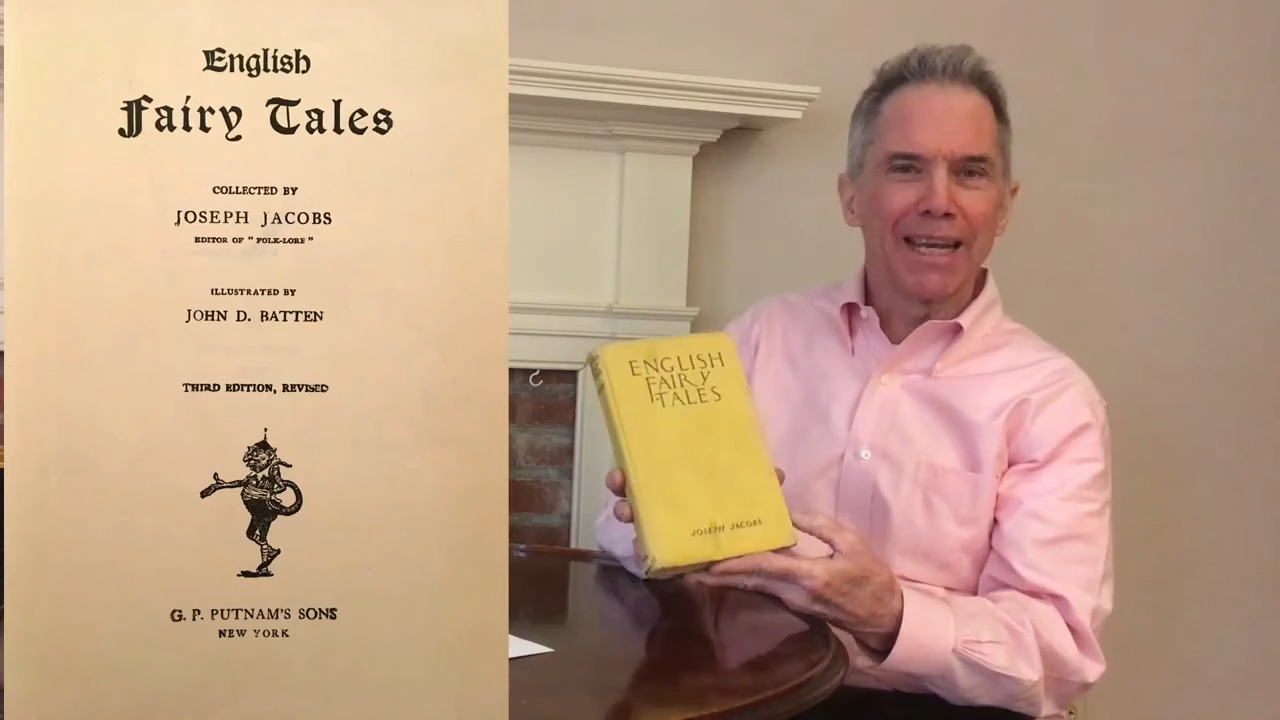 English
Fairy Tales
COLLECTED BY
JOSEPH JACOBS
EDITOR OF "FOLK-LORE"
ILLUSTRATED BY
JOHN D. BATTEN
THIRD EDITION, REVISED
G. P. PUTNAM'S SONS
NEW YORK
ENGLISH
FAIRY
TALES
JOSEPH JACOBS